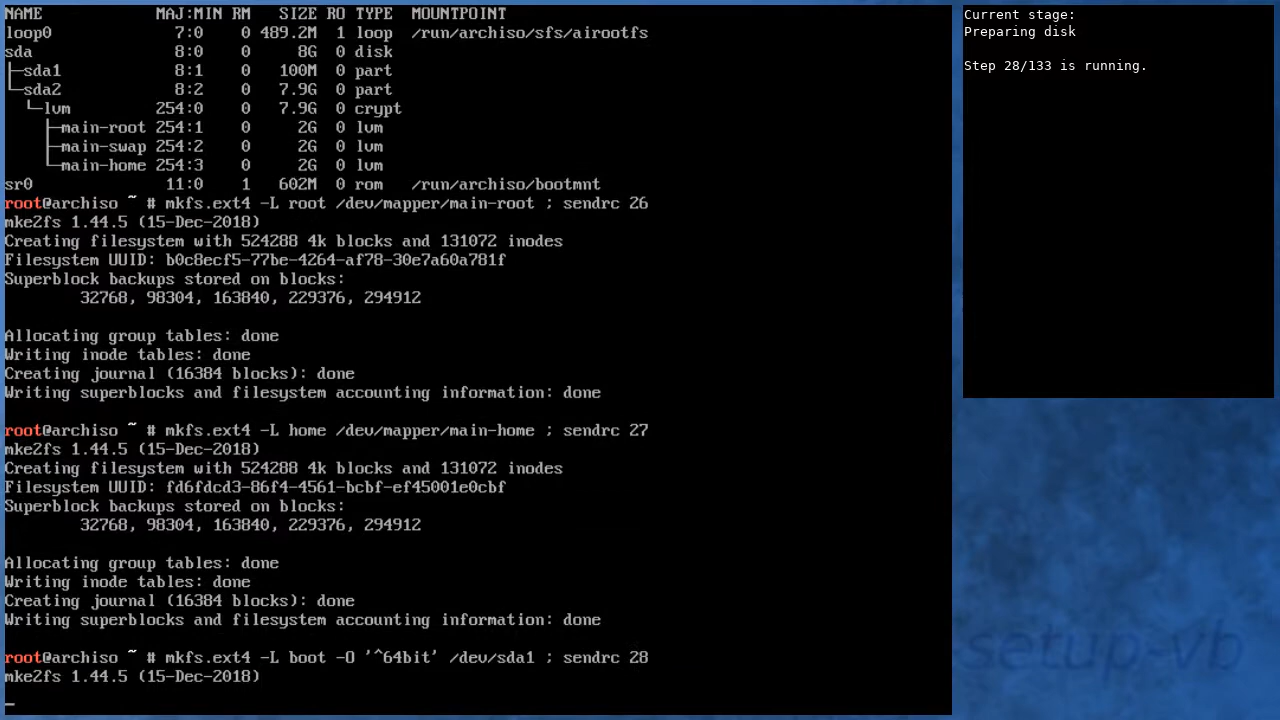 NAME MAJ:MIN RM SIZE RO TYPE MOUNTPOINT
loop0 7:0 0 489.2M 1 loop /run/archiso/sfs/airootfs
sda 8:0 0 8G 0 disk
├─sda1 8:1 0 100M 0 part
└─sda2 8:2 0 7.9G 0 part
└─lvm 254:0 0 7.9G 0 crypt
├─main-root 254:1 0 2G 0 lvm
├─main-swap 254:2 0 2G 0 lvm
└─main-home 254:3 0 2G 0 lvm
sr0 11:0 1 602M 0 rom /run/archiso/bootmnt
root@archiso ~ # mkfs.ext4 -L root /dev/mapper/main-root ; sendrc 26
mke2fs 1.44.5 (15-Dec-2018)
Creating filesystem with 524288 4k blocks and 131072 inodes
Filesystem UUID: b0c8ecf5-77be-4264-af78-30e7a60a781f
Superblock backups stored on blocks:
32768, 98304, 163840, 229376, 294912
Allocating group tables: done
Writing inode tables: done
Creating journal (16384 blocks): done
Writing superblocks and filesystem accounting information: done
root@archiso ~ # mkfs.ext4 -L home /dev/mapper/main-home ; sendrc 27
mke2fs 1.44.5 (15-Dec-2018)
Creating filesystem with 524288 4k blocks and 131072 inodes
Filesystem UUID: fd6fdcd3-86f4-4561-bcbf-ef45001e0cbf
Superblock backups stored on blocks:
32768, 98304, 163840, 229376, 294912
Allocating group tables: done
Writing inode tables: done
Creating journal (16384 blocks): done
Writing superblocks and filesystem accounting information: done
root@archiso ~ # mkfs.ext4 -L boot -O '^64bit' /dev/sda1 ; sendrc 28
mke2fs 1.44.5 (15-Dec-2018)
_
Current stage:
Preparing disk
Step 28/133 is running.
setup-vb